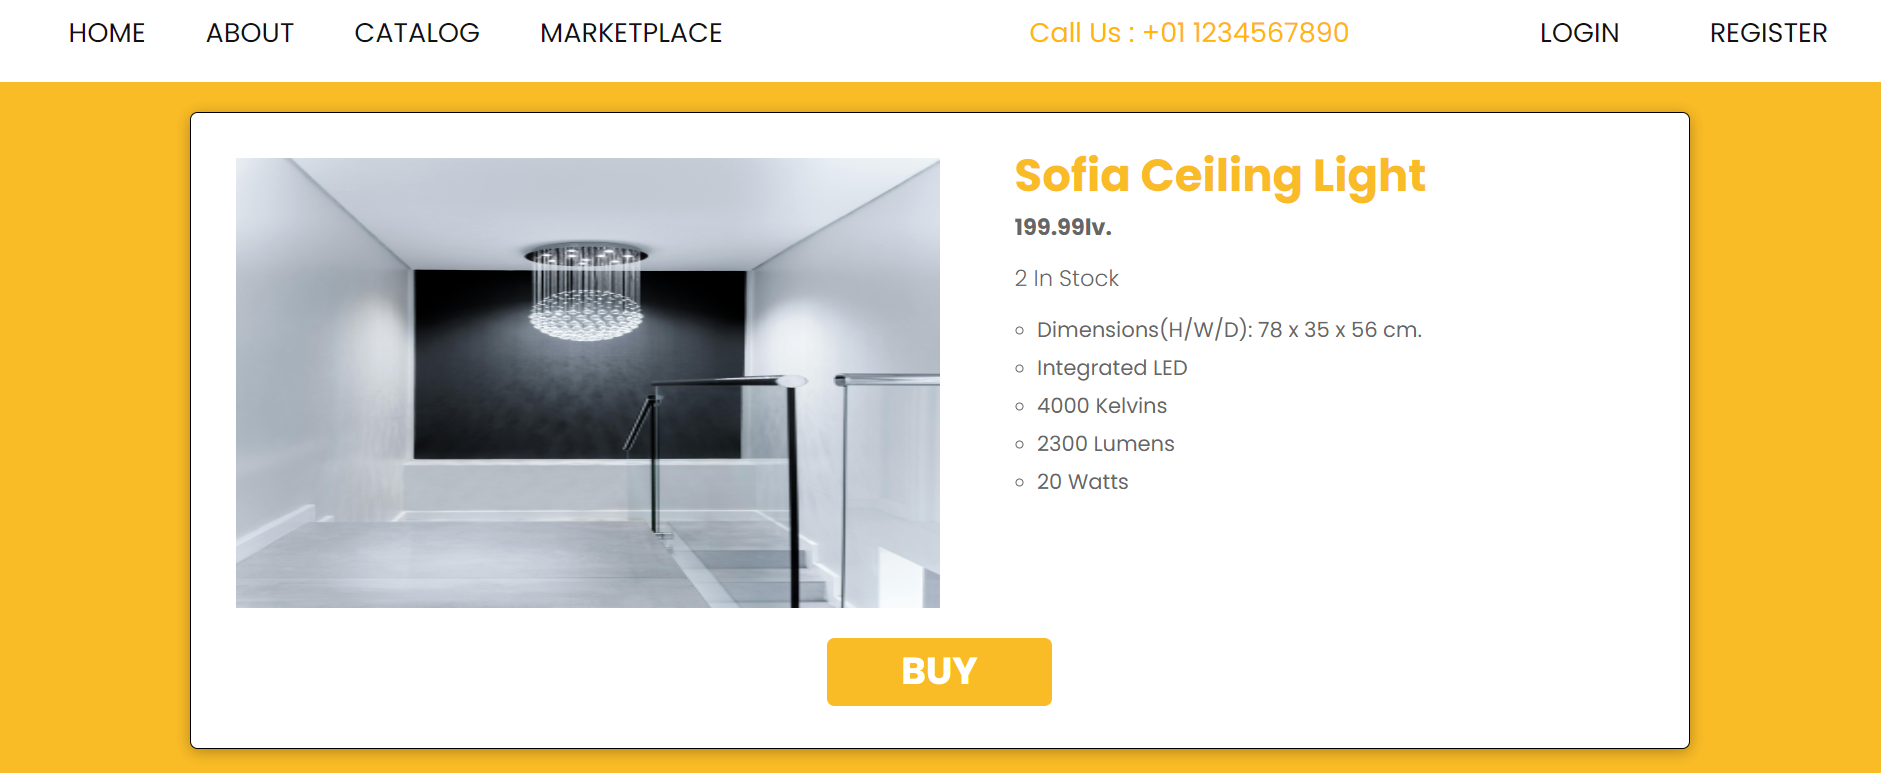 HOME ABOUT CATALOG MARKETPLACE Call Us : +01 1234567890 LOGIN REGISTER
Sofia Ceiling Light
199.99lv.
2 In Stock
Dimensions(H/W/D): 78 x 35 x 56 cm.
Integrated LED
4000 Kelvins
2300 Lumens
20 Watts
BUY